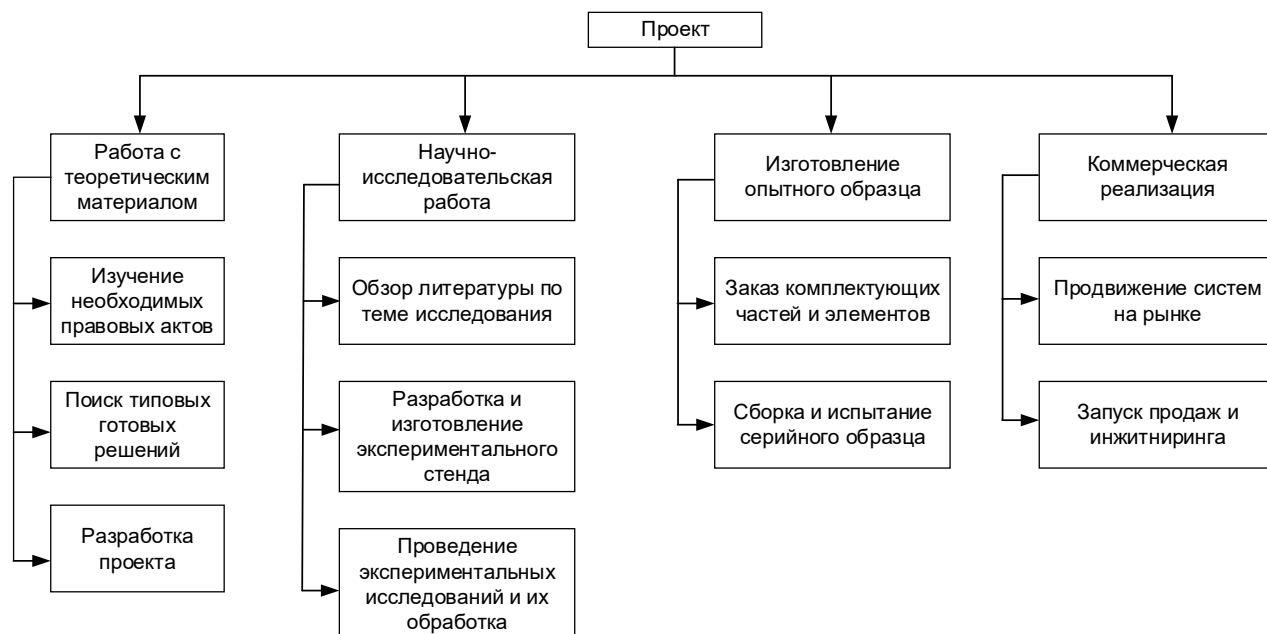 Проект
Работа с
теоретическим
материалом
Изучение
необходимых
правовых актов
Поиск типовых
готовых
решений
Разработка
проекта
Научно-
исследовательская
работа
Обзор литературы по
теме исследования
Разработка и
изготовление
экспериментального
стенда
Проведение
экспериментальных
исследований и их
обработка
Изготовление
опытного образца
Заказ комплектующих
частей и элементов
Сборка и испытание
серийного образца
Коммерческая
реализация
Продвижение систем
на рынке
Запуск продаж и
инжитниринга